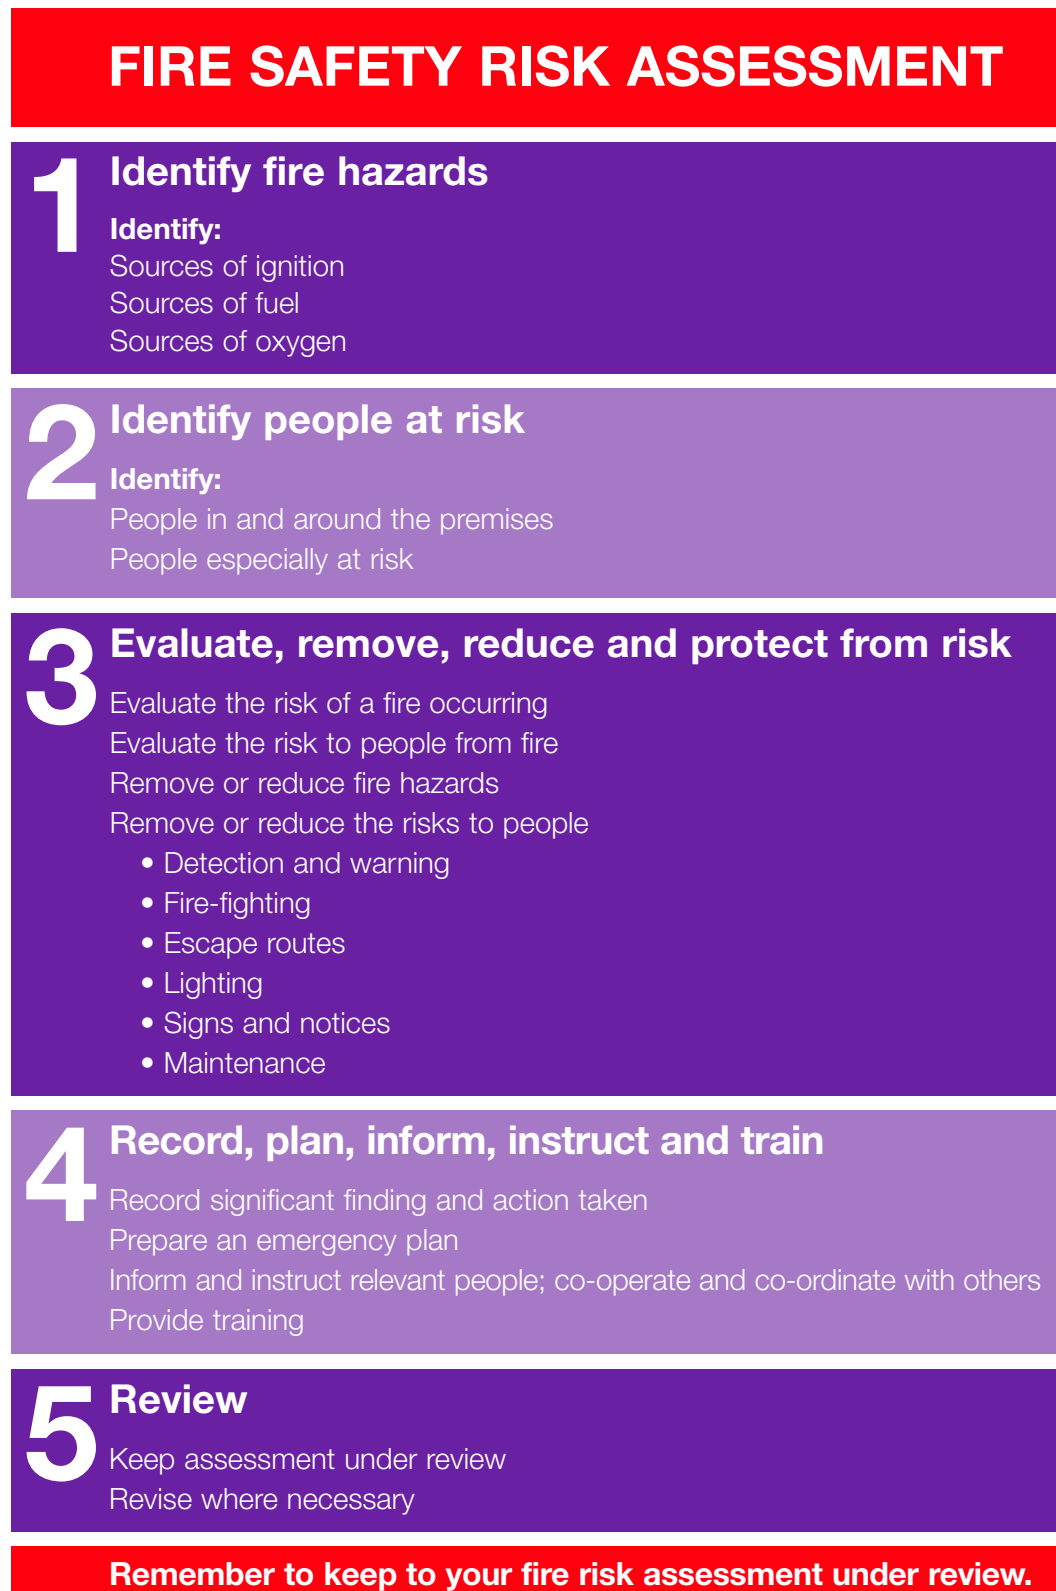 FIRE SAFETY RISK ASSESSMENT
1
Identify fire hazards
Identify:
Sources of ignition
Sources of fuel
Sources of oxygen
2
Identify people at risk
Identify:
People in and around the premises
People especially at risk
3
Evaluate, remove, reduce and protect from risk
Evaluate the risk of a fire occurring
Evaluate the risk to people from fire
Remove or reduce fire hazards
Remove or reduce the risks to people
• Detection and warning
• Fire-fighting
• Escape routes
• Lighting
• Signs and notices
• Maintenance
4
Record, plan, inform, instruct and train
Record significant finding and action taken
Prepare an emergency plan
Inform and instruct relevant people; co-operate and co-ordinate with others
Provide training
5
Review
Keep assessment under review
Revise where necessary
Remember to keep to your fire risk assessment under review.